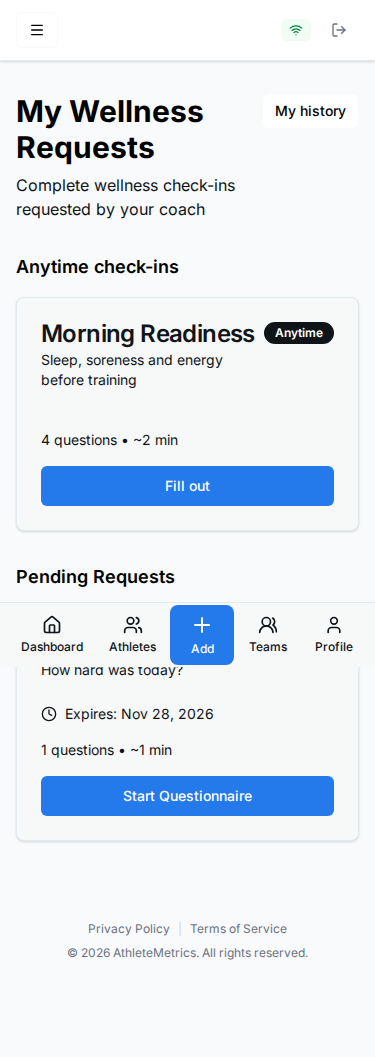 My Wellness
Requests
My history
Complete wellness check-ins
requested by your coach
Anytime check-ins
Morning Readiness
Anytime
Sleep, soreness and energy
before training
4 questions • ~2 min
Fill out
Pending Requests
Dashboard
Athletes
Add
Teams
Profile
How hard was today?
Expires: Nov 28, 2026
1 questions • ~1 min
Start Questionnaire
Privacy Policy | Terms of Service
© 2026 AthleteMetrics. All rights reserved.